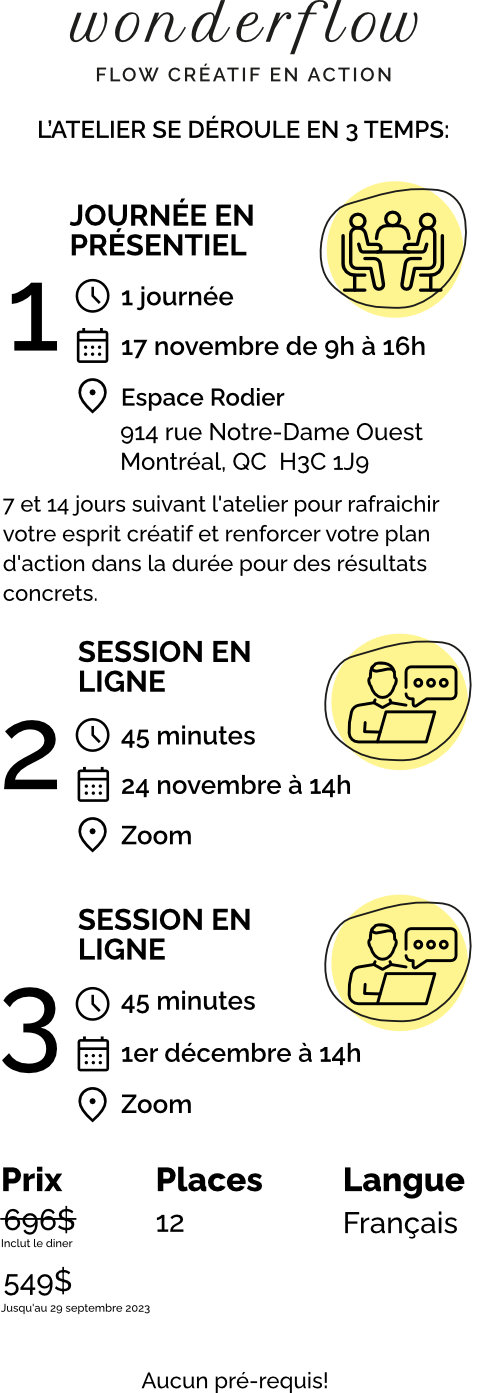 wonderflow
FLOW CRÉATIF EN ACTION
L'ATELIER SE DÉROULE EN 3 TEMPS:
JOURNÉE EN
PRÉSENTIEL
1
1 journée
17 novembre de 9h à 16h
Espace Rodier
914 rue Notre-Dame Ouest
Montréal, QC H3C 1J9
7 et 14 jours suivant l'atelier pour rafraichir
votre esprit créatif et renforcer votre plan
d'action dans la durée pour des résultats
concrets.
SESSION EN
LIGNE
2
45 minutes
24 novembre à 14h
Zoom
SESSION EN
LIGNE
3
45 minutes
1er décembre à 14h
Zoom
Prix Places Langue
696$ 12 Français
Inclut le diner
549$
Jusqu'au 29 septembre 2023
Aucun pré-requis!